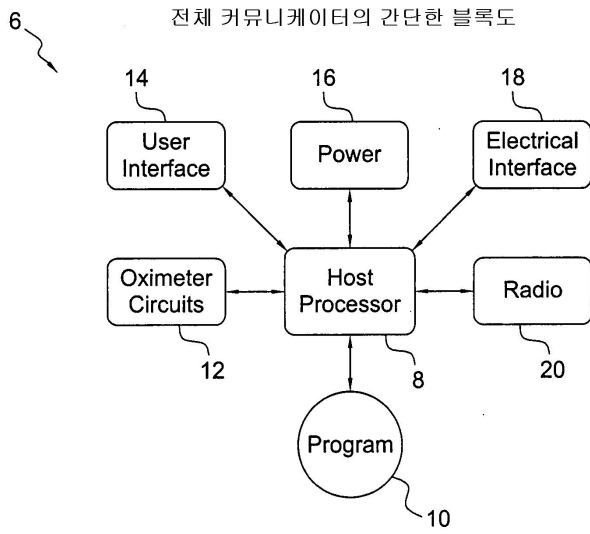 전체 커뮤니케이터의 간단한 블록도
6
14
16
18
User
Interface
Power
Electrical
Interface
Oximeter
Circuits
Host
Processor
Radio
12
8
20
Program
10